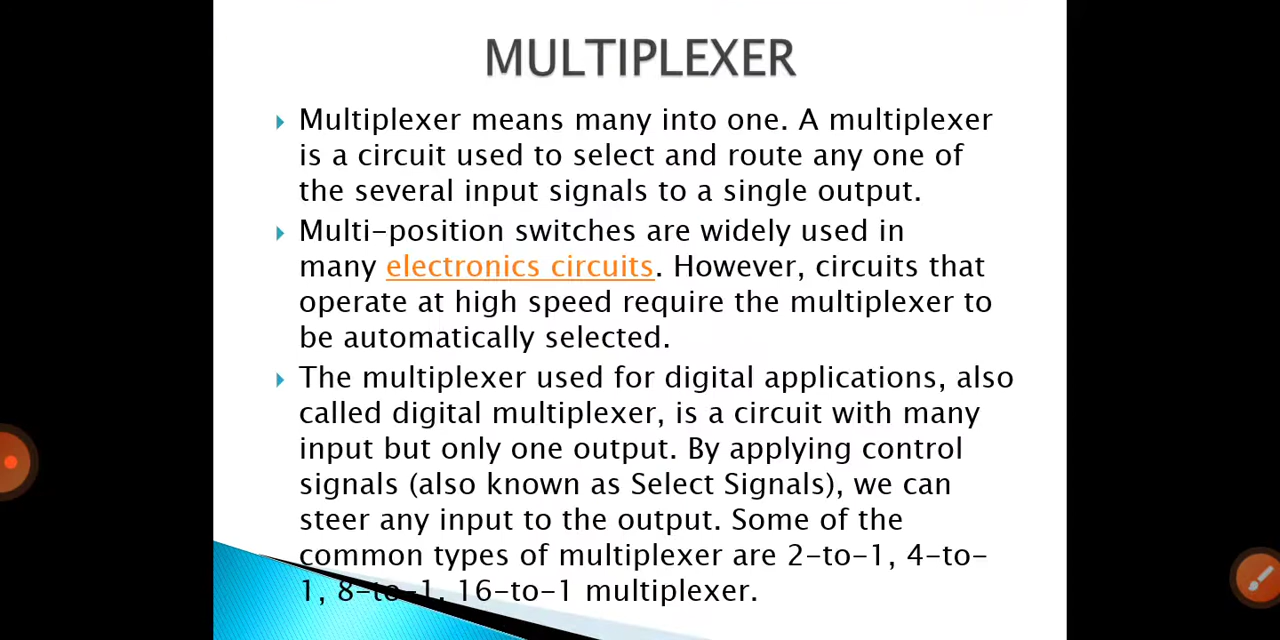 MULTIPLEXER
Multiplexer means many into one. A multiplexer
is a circuit used to select and route any one of
the several input signals to a single output.
Multi-position switches are widely used in
many electronics circuits. However, circuits that
operate at high speed require the multiplexer to
be automatically selected.
The multiplexer used for digital applications, also
called digital multiplexer, is a circuit with many
input but only one output. By applying control
signals (also known as Select Signals), we can
steer any input to the output. Some of the
common types of multiplexer are 2-to-1, 4-to-
1, 8-to-1, 16-to-1 multiplexer.